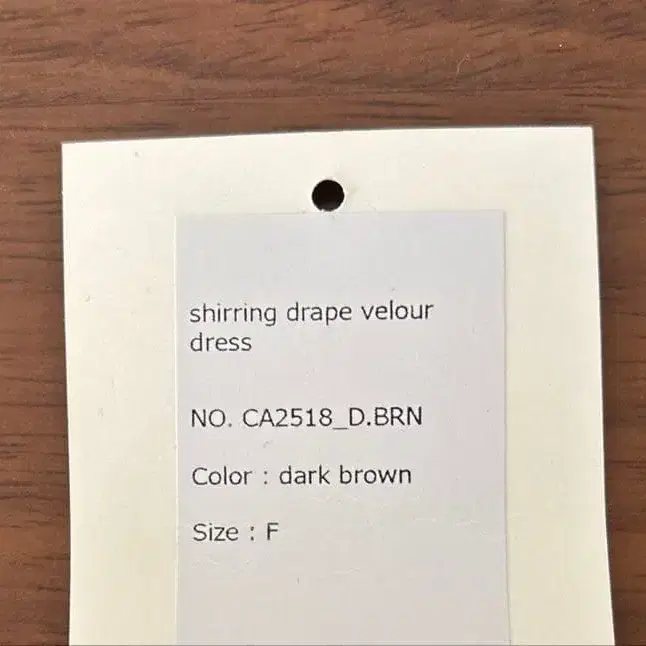 shirring drape velour
dress
NO. CA2518_D.BRN
Color : dark brown
Size : F